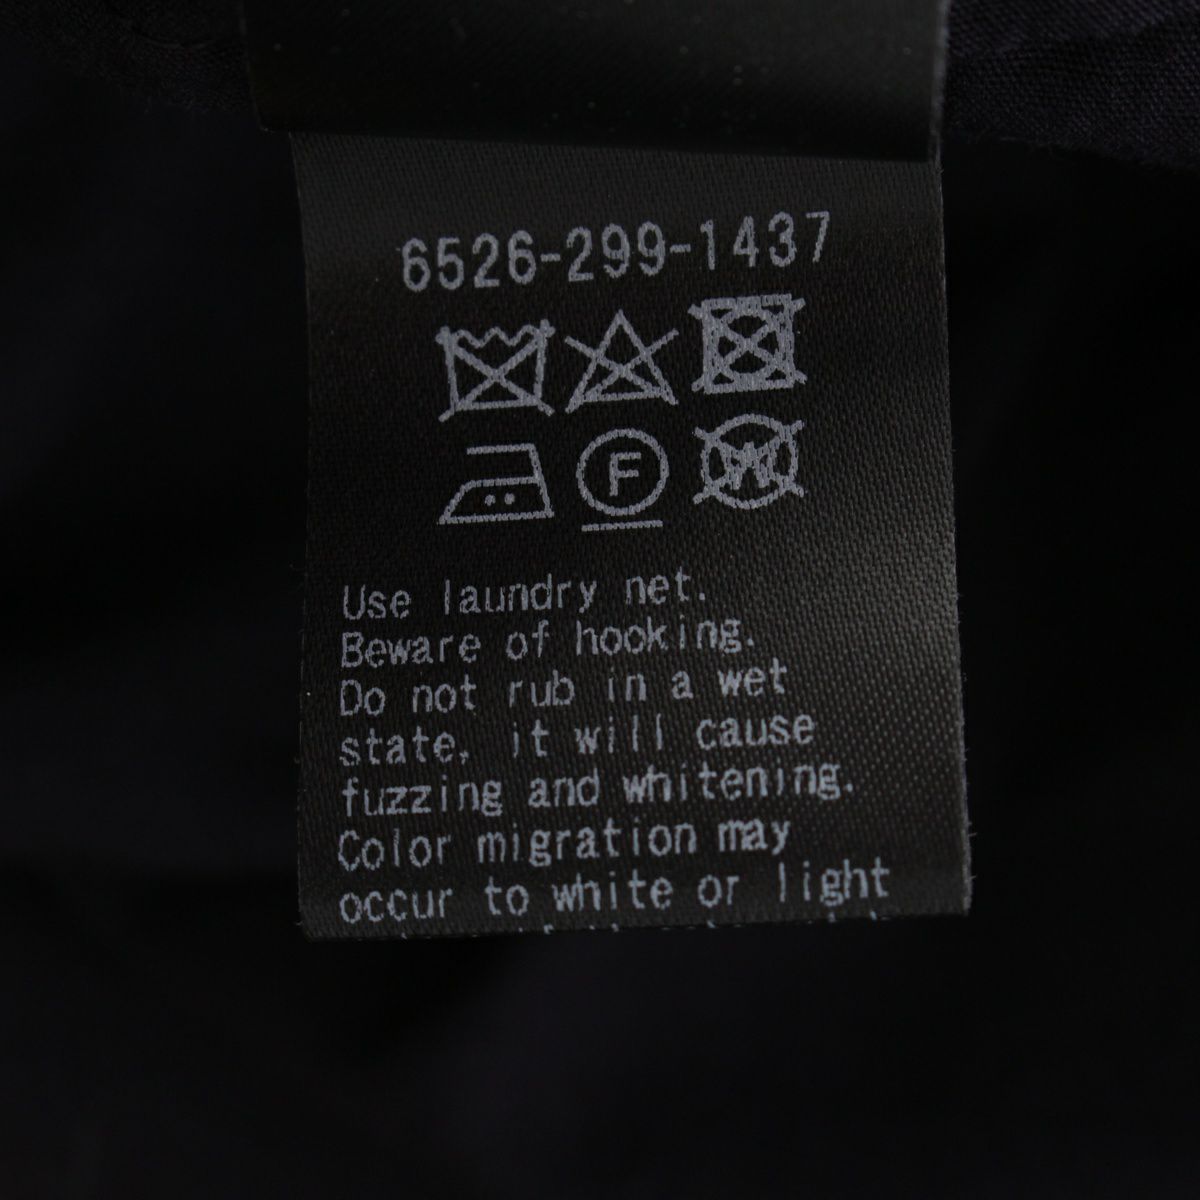 6526-299-1437
F
W
Use laundry net.
Beware of hooking.
Do not rub in a wet
state, it will cause
fuzzing and whitening.
Color migration may
occur to white or light